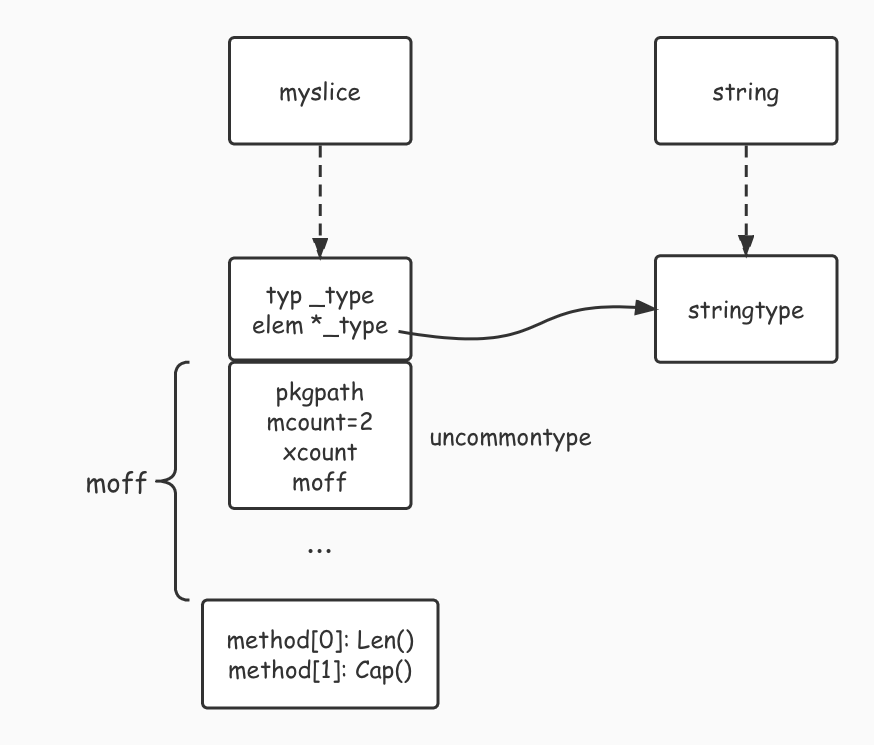 myslice
string
typ _type
elem *_type
stringtype
pkgpath
mcount=2
xcount
moff
uncommontype
moff
...
method[0]: Len()
method[1]: Cap()